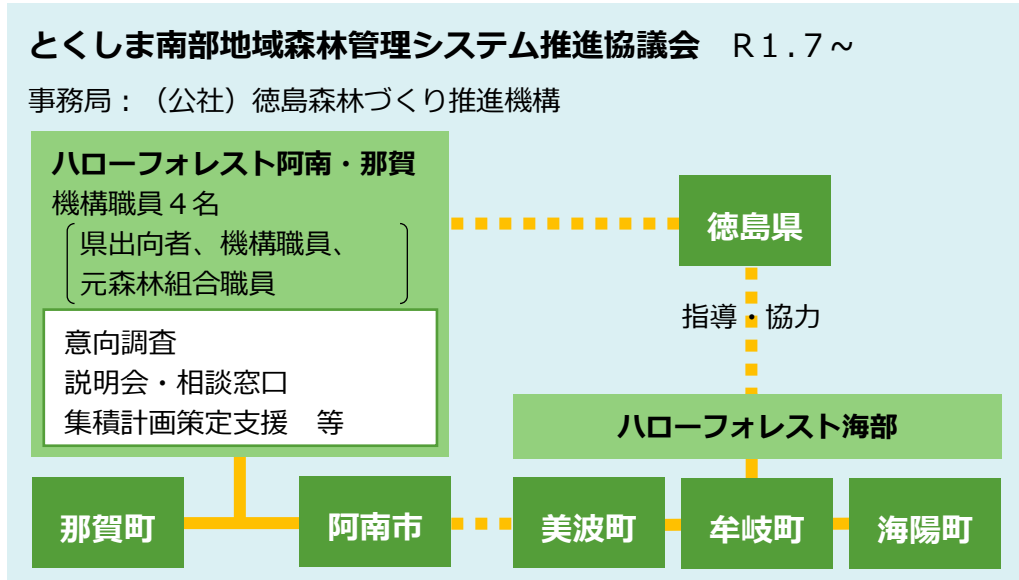 とくしま南部地域森林管理システム推進協議会　Ｒ１.７～
事務局：（公社）徳島森林づくり推進機構
ハローフォレスト阿南・那賀
機構職員４名
県出向者、機構職員、
元森林組合職員
意向調査
説明会・相談窓口
集積計画策定支援　等
徳島県
指導・協力
ハローフォレスト海部
那賀町
阿南市
美波町
牟岐町
海陽町